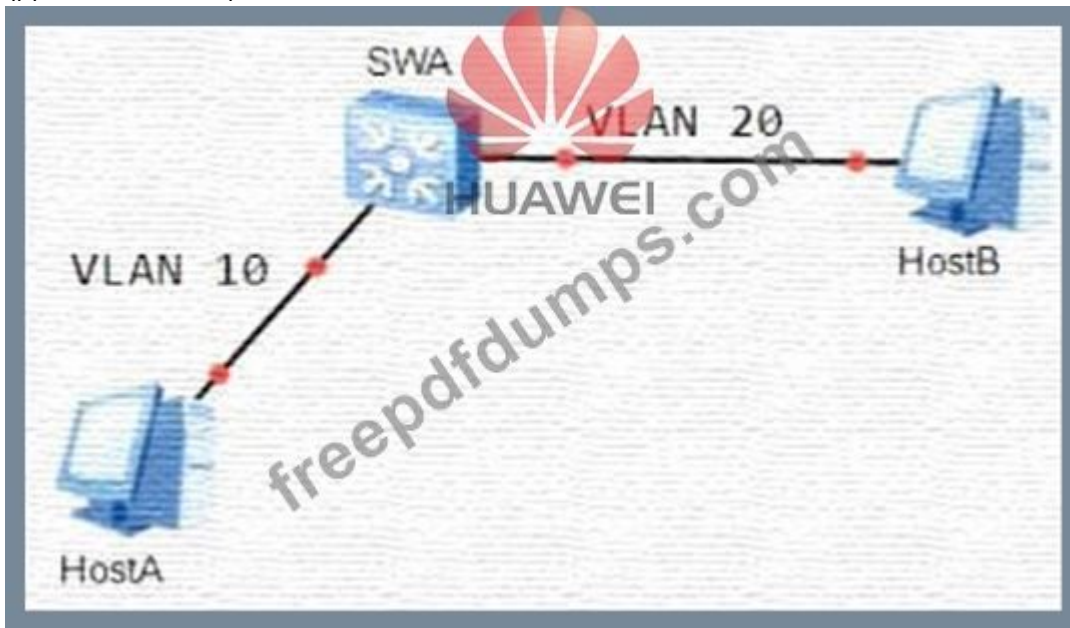 SWA
VLAN 20
HUAWEI
VLAN 10
HostB
freepdfdumps.com
HostA